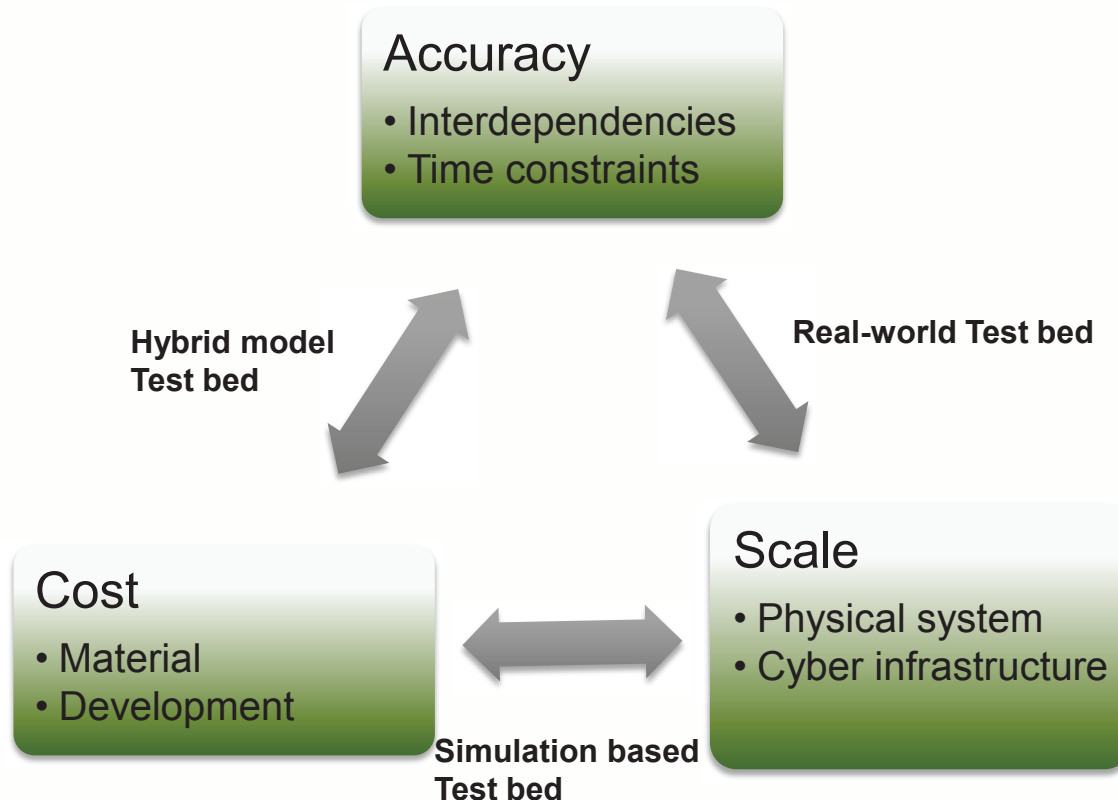 Accuracy
• Interdependencies
• Time constraints
Hybrid model
Test bed
Real-world Test bed
Cost
• Material
• Development
Scale
• Physical system
• Cyber infrastructure
Simulation based
Test bed